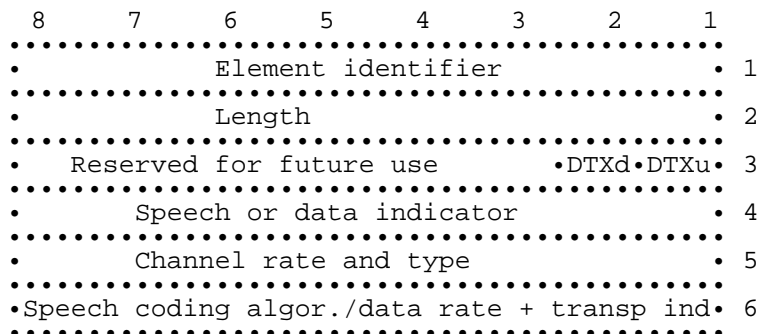 8 7 6 5 4 3 2 1
Element identifier 1
Length 2
Reserved for future use •DTXd•DTXu• 3
Speech or data indicator 4
Channel rate and type 5
•Speech coding algor./data rate + transp ind• 6